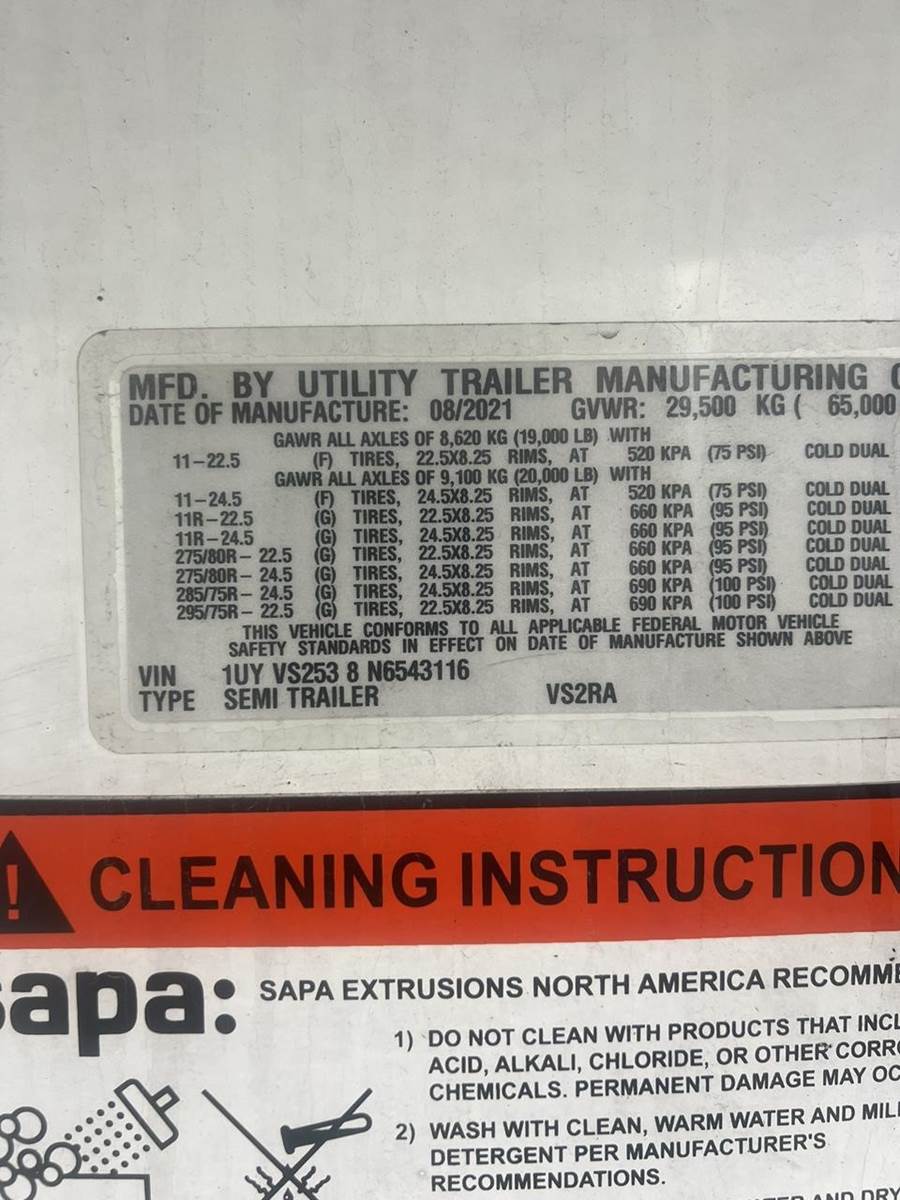 MFD. BY UTILITY TRAILER MANUFACTURING
DATE OF MANUFACTURE: 08/2021 GVWR: 29,500 KG ( 65,000
GAWR ALL AXLES OF 8,620 KG (19,000 LB) WITH
11-22.5 (F) TIRES, 22.5X8.25 RIMS, AT 520 KPA (75 PSI) COLD DUAL
GAWR ALL AXLES OF 9,100 KG (20,000 LB) WITH
11-24.5 (F) TIRES, 24.5X8.25 RIMS, AT 520 KPA (75 PSI) COLD DUAL
11R-22.5 (G) TIRES, 22.5X8.25 RIMS, AT 660 KPA (95 PSI) COLD DUAL
11R-24.5 (G) TIRES, 24.5X8.25 RIMS, AT 660 KPA (95 PSI) COLD DUAL
275/80R- 22.5 (G) TIRES, 22.5X8.25 RIMS, AT 660 KPA (95 PSI) COLD DUAL
275/80R- 24.5 (G) TIRES, 24.5X8.25 RIMS, AT 660 KPA (95 PSI) COLD DUAL
285/75R- 24.5 (G) TIRES, 24.5X8.25 RIMS, AT 690 KPA (100 PSI) COLD DUAL
295/75R- 22.5 (G) TIRES, 22.5X8.25 RIMS, AT 690 KPA (100 PSI) COLD DUAL
THIS VEHICLE CONFORMS TO ALL APPLICABLE FEDERAL MOTOR VEHICLE
SAFETY STANDARDS IN EFFECT ON DATE OF MANUFACTURE SHOWN ABOVE
VIN 1UY VS253 8 N6543116
TYPE SEMI TRAILER VS2RA
! CLEANING INSTRUCTION
sapa: SAPA EXTRUSIONS NORTH AMERICA RECOMME
1) DO NOT CLEAN WITH PRODUCTS THAT INCL
ACID, ALKALI, CHLORIDE, OR OTHER CORRO
CHEMICALS. PERMANENT DAMAGE MAY OC
2) WASH WITH CLEAN, WARM WATER AND MIL
DETERGENT PER MANUFACTURER'S
RECOMMENDATIONS.
AND DRY